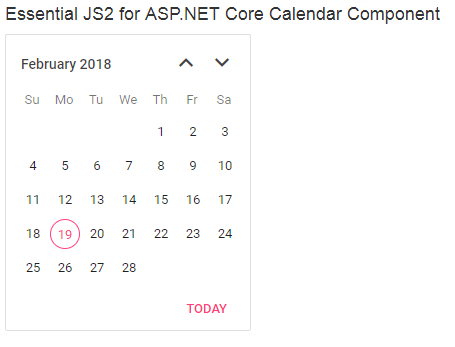 Essential JS2 for ASP.NET Core Calendar Component
February 2018
Su Mo Tu We Th Fr Sa
1 2 3
4 5 6 7 8 9 10
11 12 13 14 15 16 17
18 19 20 21 22 23 24
25 26 27 28
TODAY